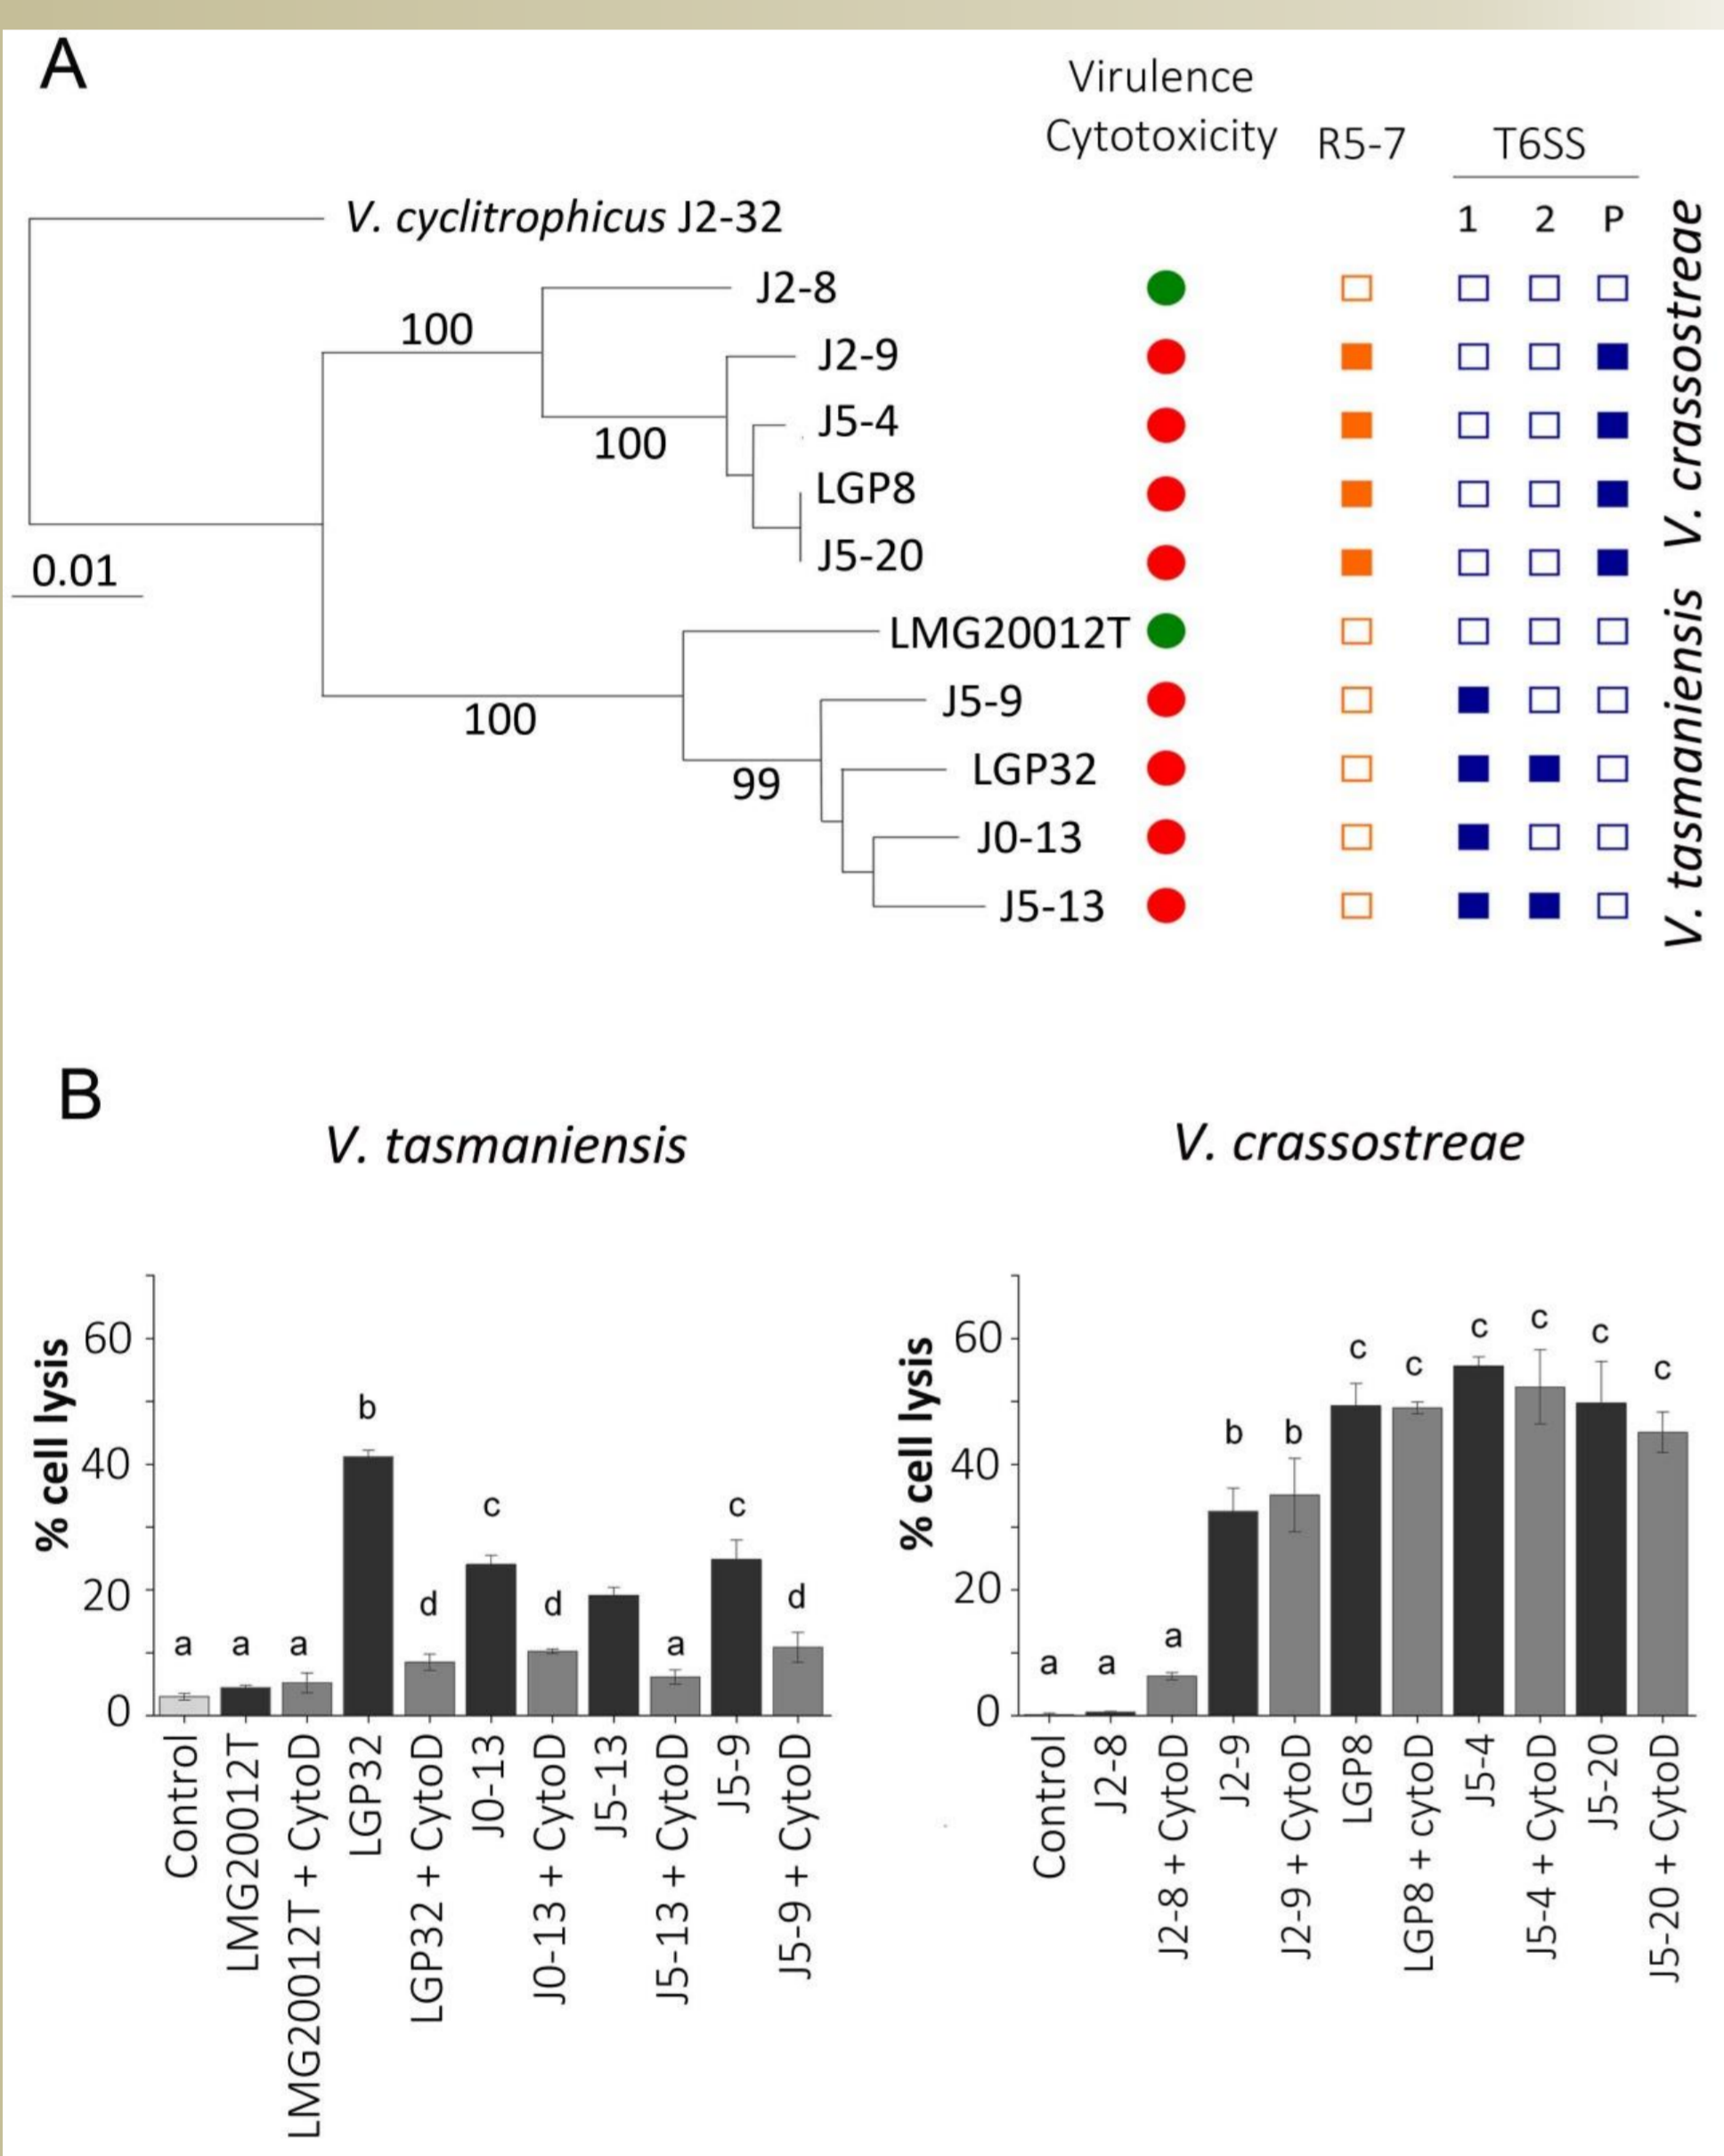 A
Virulence
Cytotoxicity R5-7 T6SS
V. cyclitrophicus J2-32 1 2 P
J2-8
100
J2-9
J5-4
100
LGP8
J5-20
0.01
LMG20012T
J5-9
100
LGP32
99
J0-13
J5-13
V. crassostreae
V. tasmaniensis
B
V. tasmaniensis
% cell lysis
60
40
20
0
a a a b d c d a c d
Control
LMG20012T
LMG20012T + CytoD
LGP32
LGP32 + CytoD
J0-13
J0-13 + CytoD
J5-13
J5-13 + CytoD
J5-9
J5-9 + CytoD
V. crassostreae
% cell lysis
60
40
20
0
a a a b b c c c c c c
Control
J2-8
J2-8 + CytoD
J2-9
J2-9 + CytoD
LGP8
LGP8 + cytoD
J5-4
J5-4 + CytoD
J5-20
J5-20 + CytoD